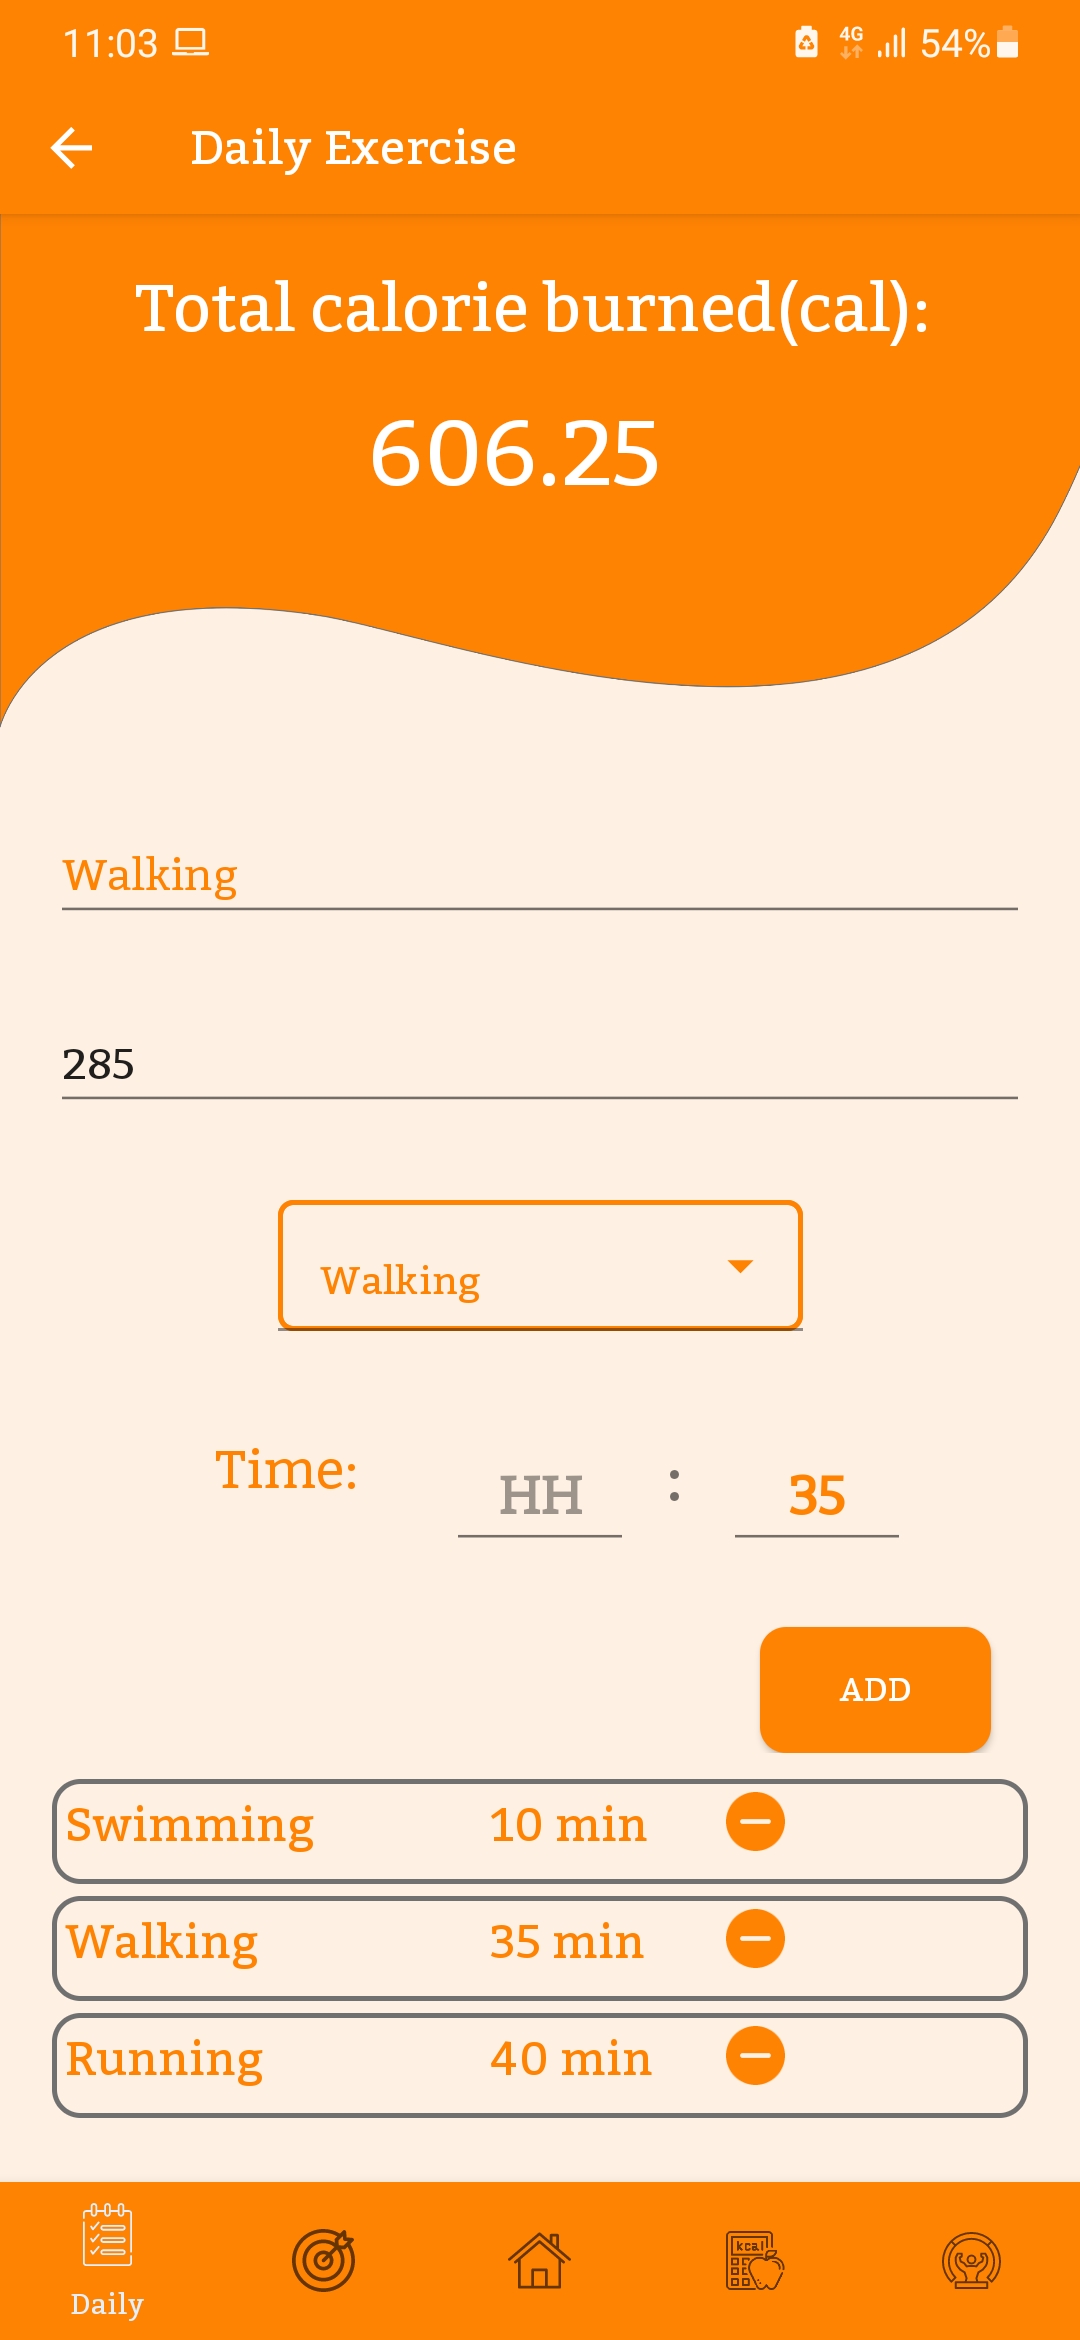 11:03
4G 54%
Daily Exercise
Total calorie burned(cal):
606.25
Walking
285
Walking
Time: HH : 35
ADD
Swimming 10 min
Walking 35 min
Running 40 min
kcal
Daily